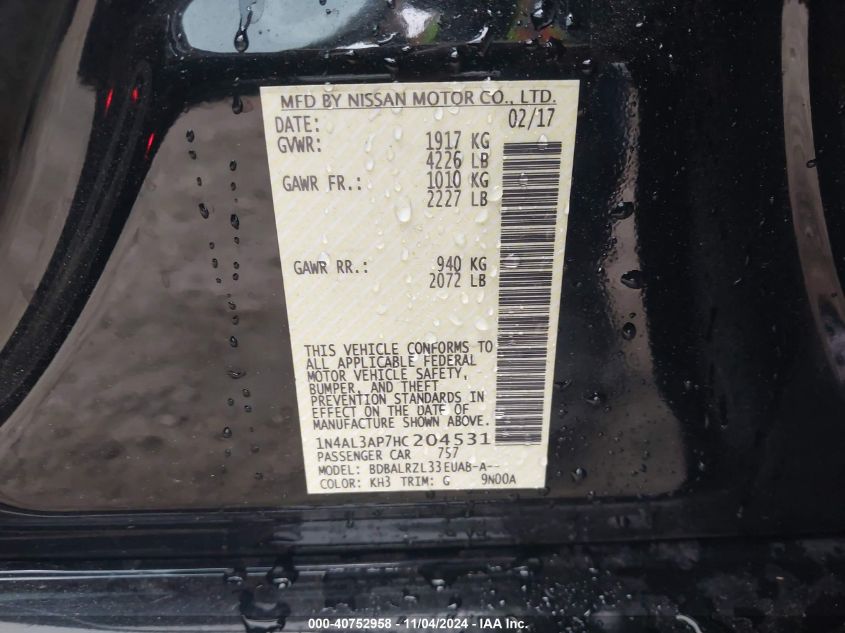 MFD BY NISSAN MOTOR CO., LTD.
DATE: 02/17
GVWR: 1917 KG
4226 LB
GAWR FR.: 1010 KG
2227 LB
GAWR RR.: 940 KG
2072 LB
THIS VEHICLE CONFORMS TO
ALL APPLICABLE FEDERAL
MOTOR VEHICLE SAFETY,
BUMPER, AND THEFT
PREVENTION STANDARDS IN
EFFECT ON THE DATE OF
MANUFACTURE SHOWN ABOVE.
1N4AL3AP7HC204531
PASSENGER CAR 757
MODEL: BDBALRZL33EUAB-A--
COLOR: KH3 TRIM: G 9N00A
000-40752958 - 11/04/2024 - IAA Inc.